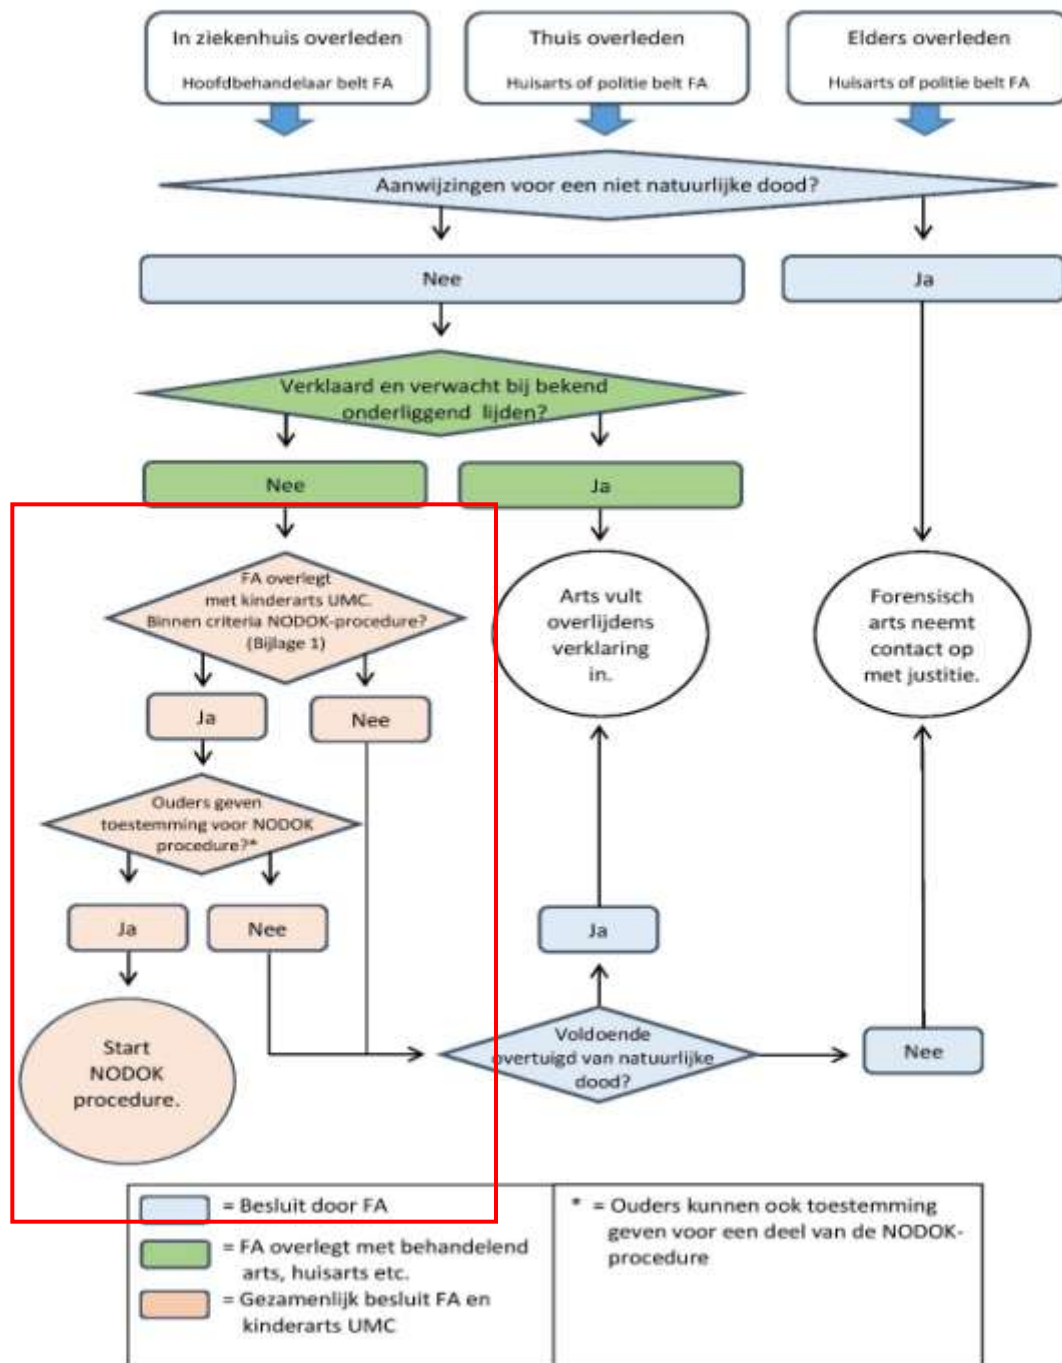 In ziekenhuis overleden
Hoofdbehandelaar belt FA
Thuis overleden
Huisarts of politie belt FA
Elders overleden
Huisarts of politie belt FA
Aanwijzingen voor een niet natuurlijke dood?
Nee
Ja
Verklaard en verwacht bij bekend
onderliggend lijden?
Nee
Ja
FA overlegt
met kinderarts UMC.
Binnen criteria NODOK-procedure?
(Bijlage 1)
Arts vult
overlijdens
verklaring
in.
Forensisch
arts neemt
contact op
met justitie.
Ja
Nee
Ouders geven
toestemming voor NODOK
procedure?*
Ja
Nee
Ja
Start
NODOK
procedure.
Voldoende
overtuigd van natuurlijke
dood?
Nee
= Besluit door FA
= FA overlegt met behandelend
arts, huisarts etc.
= Gezamenlijk besluit FA en
kinderarts UMC
* = Ouders kunnen ook toestemming
geven voor een deel van de NODOK-
procedure